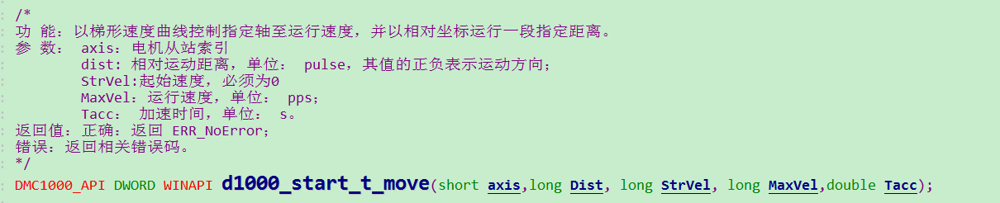 /*
功 能：以梯形速度曲线控制指定轴至运行速度，并以相对坐标运行一段指定距离。
参 数： axis：电机从站索引
dist: 相对运动距离，单位： pulse，其值的正负表示运动方向；
StrVel:起始速度，必须为0
MaxVel：运行速度，单位： pps；
Tacc： 加速时间，单位： s。
返回值：正确：返回 ERR_NoError；
错误：返回相关错误码。
*/
DMC1000_API DWORD WINAPI d1000_start_t_move(short axis,long Dist, long StrVel, long MaxVel,double Tacc);